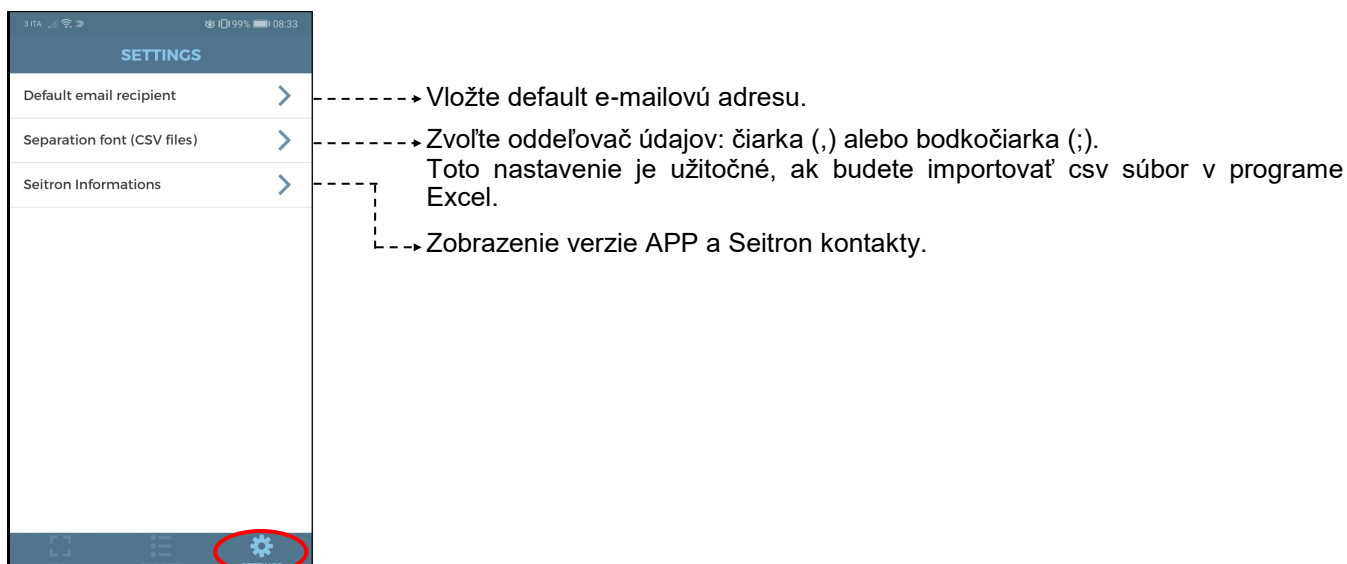 3 ITA 99% 08:33
SETTINGS
Default email recipient
Vložte default e-mailovú adresu.
Separation font (CSV files)
Zvoľte oddeľovač údajov: čiarka (,) alebo bodkočiarka (;).
Toto nastavenie je užitočné, ak budete importovať csv súbor v programe
Excel.
Seitron Informations
Zobrazenie verzie APP a Seitron kontakty.